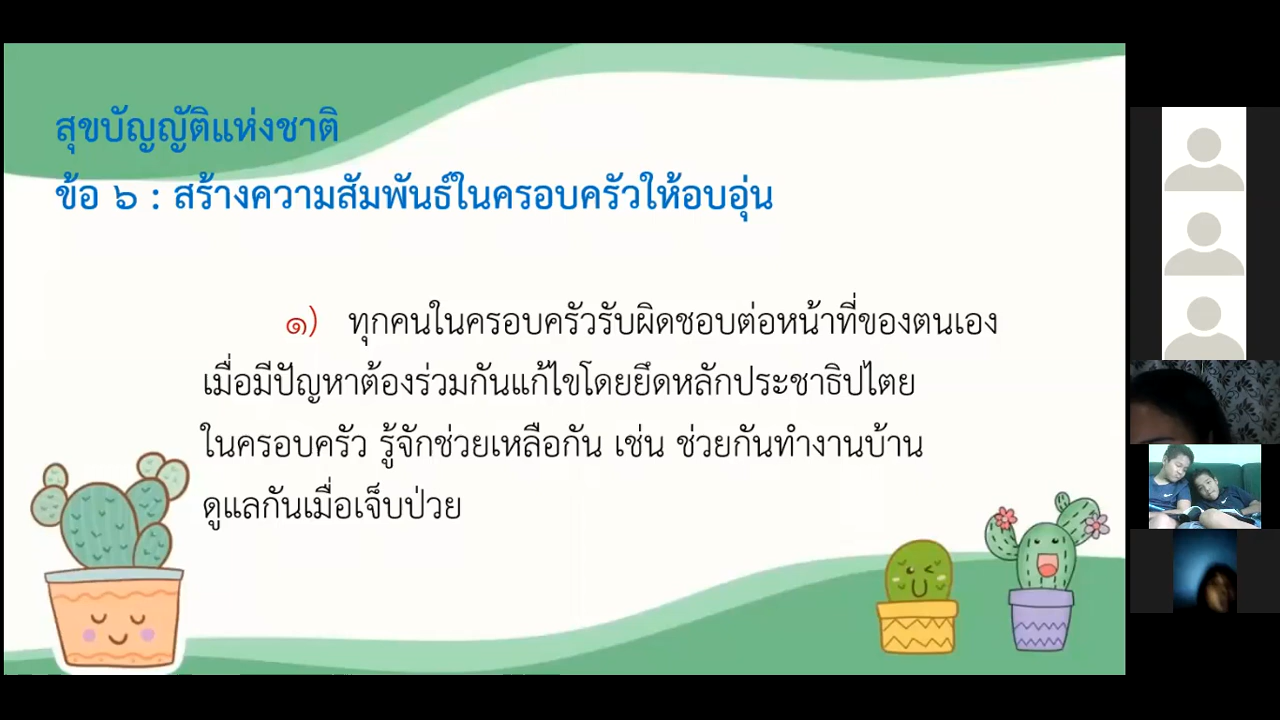 สุขบัญญัติแห่งชาติ
ข้อ ๖ : สร้างความสัมพันธ์ในครอบครัวให้อบอุ่น
๑) ทุกคนในครอบครัวรับผิดชอบต่อหน้าที่ของตนเอง
เมื่อมีปัญหาต้องร่วมกันแก้ไขโดยยึดหลักประชาธิปไตย
ในครอบครัว รู้จักช่วยเหลือกัน เช่น ช่วยกันทำงานบ้าน
ดูแลกันเมื่อเจ็บป่วย